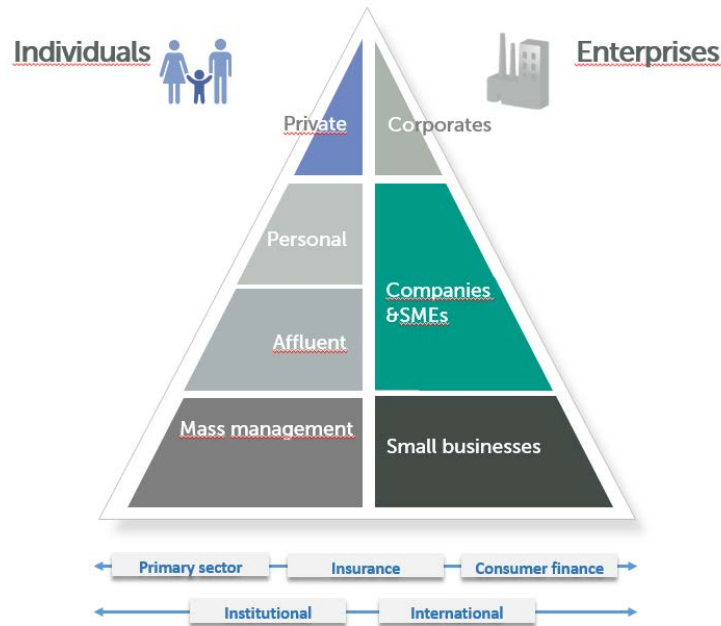 Individuals
Enterprises
Private
Corporates
Personal
Companies
&SMEs
Affluent
Mass management
Small businesses
Primary sector
Insurance
Consumer finance
Institutional
International